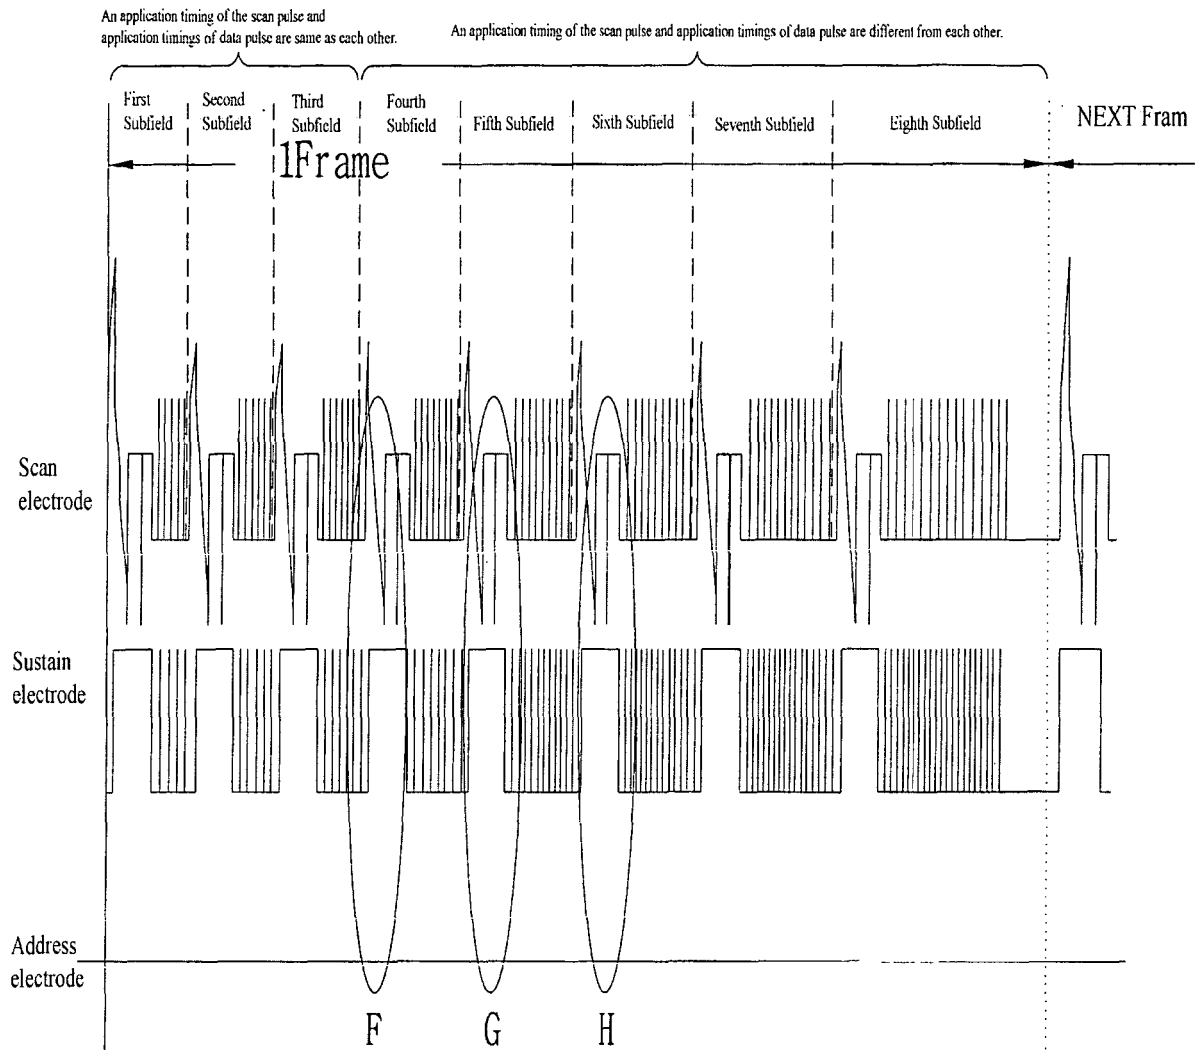 An application timing of the scan pulse and
application timings of data pulse are same as each other.
An application timing of the scan pulse and application timings of data pulse are different from each other.
First
Subfield
Second
Subfield
Third
Subfield
Fourth
Subfield
Fifth Subfield
Sixth Subfield
Seventh Subfield
Eighth Subfield
NEXT Fram
1Frame
Scan
electrode
Sustain
electrode
Address
electrode
F
G
H